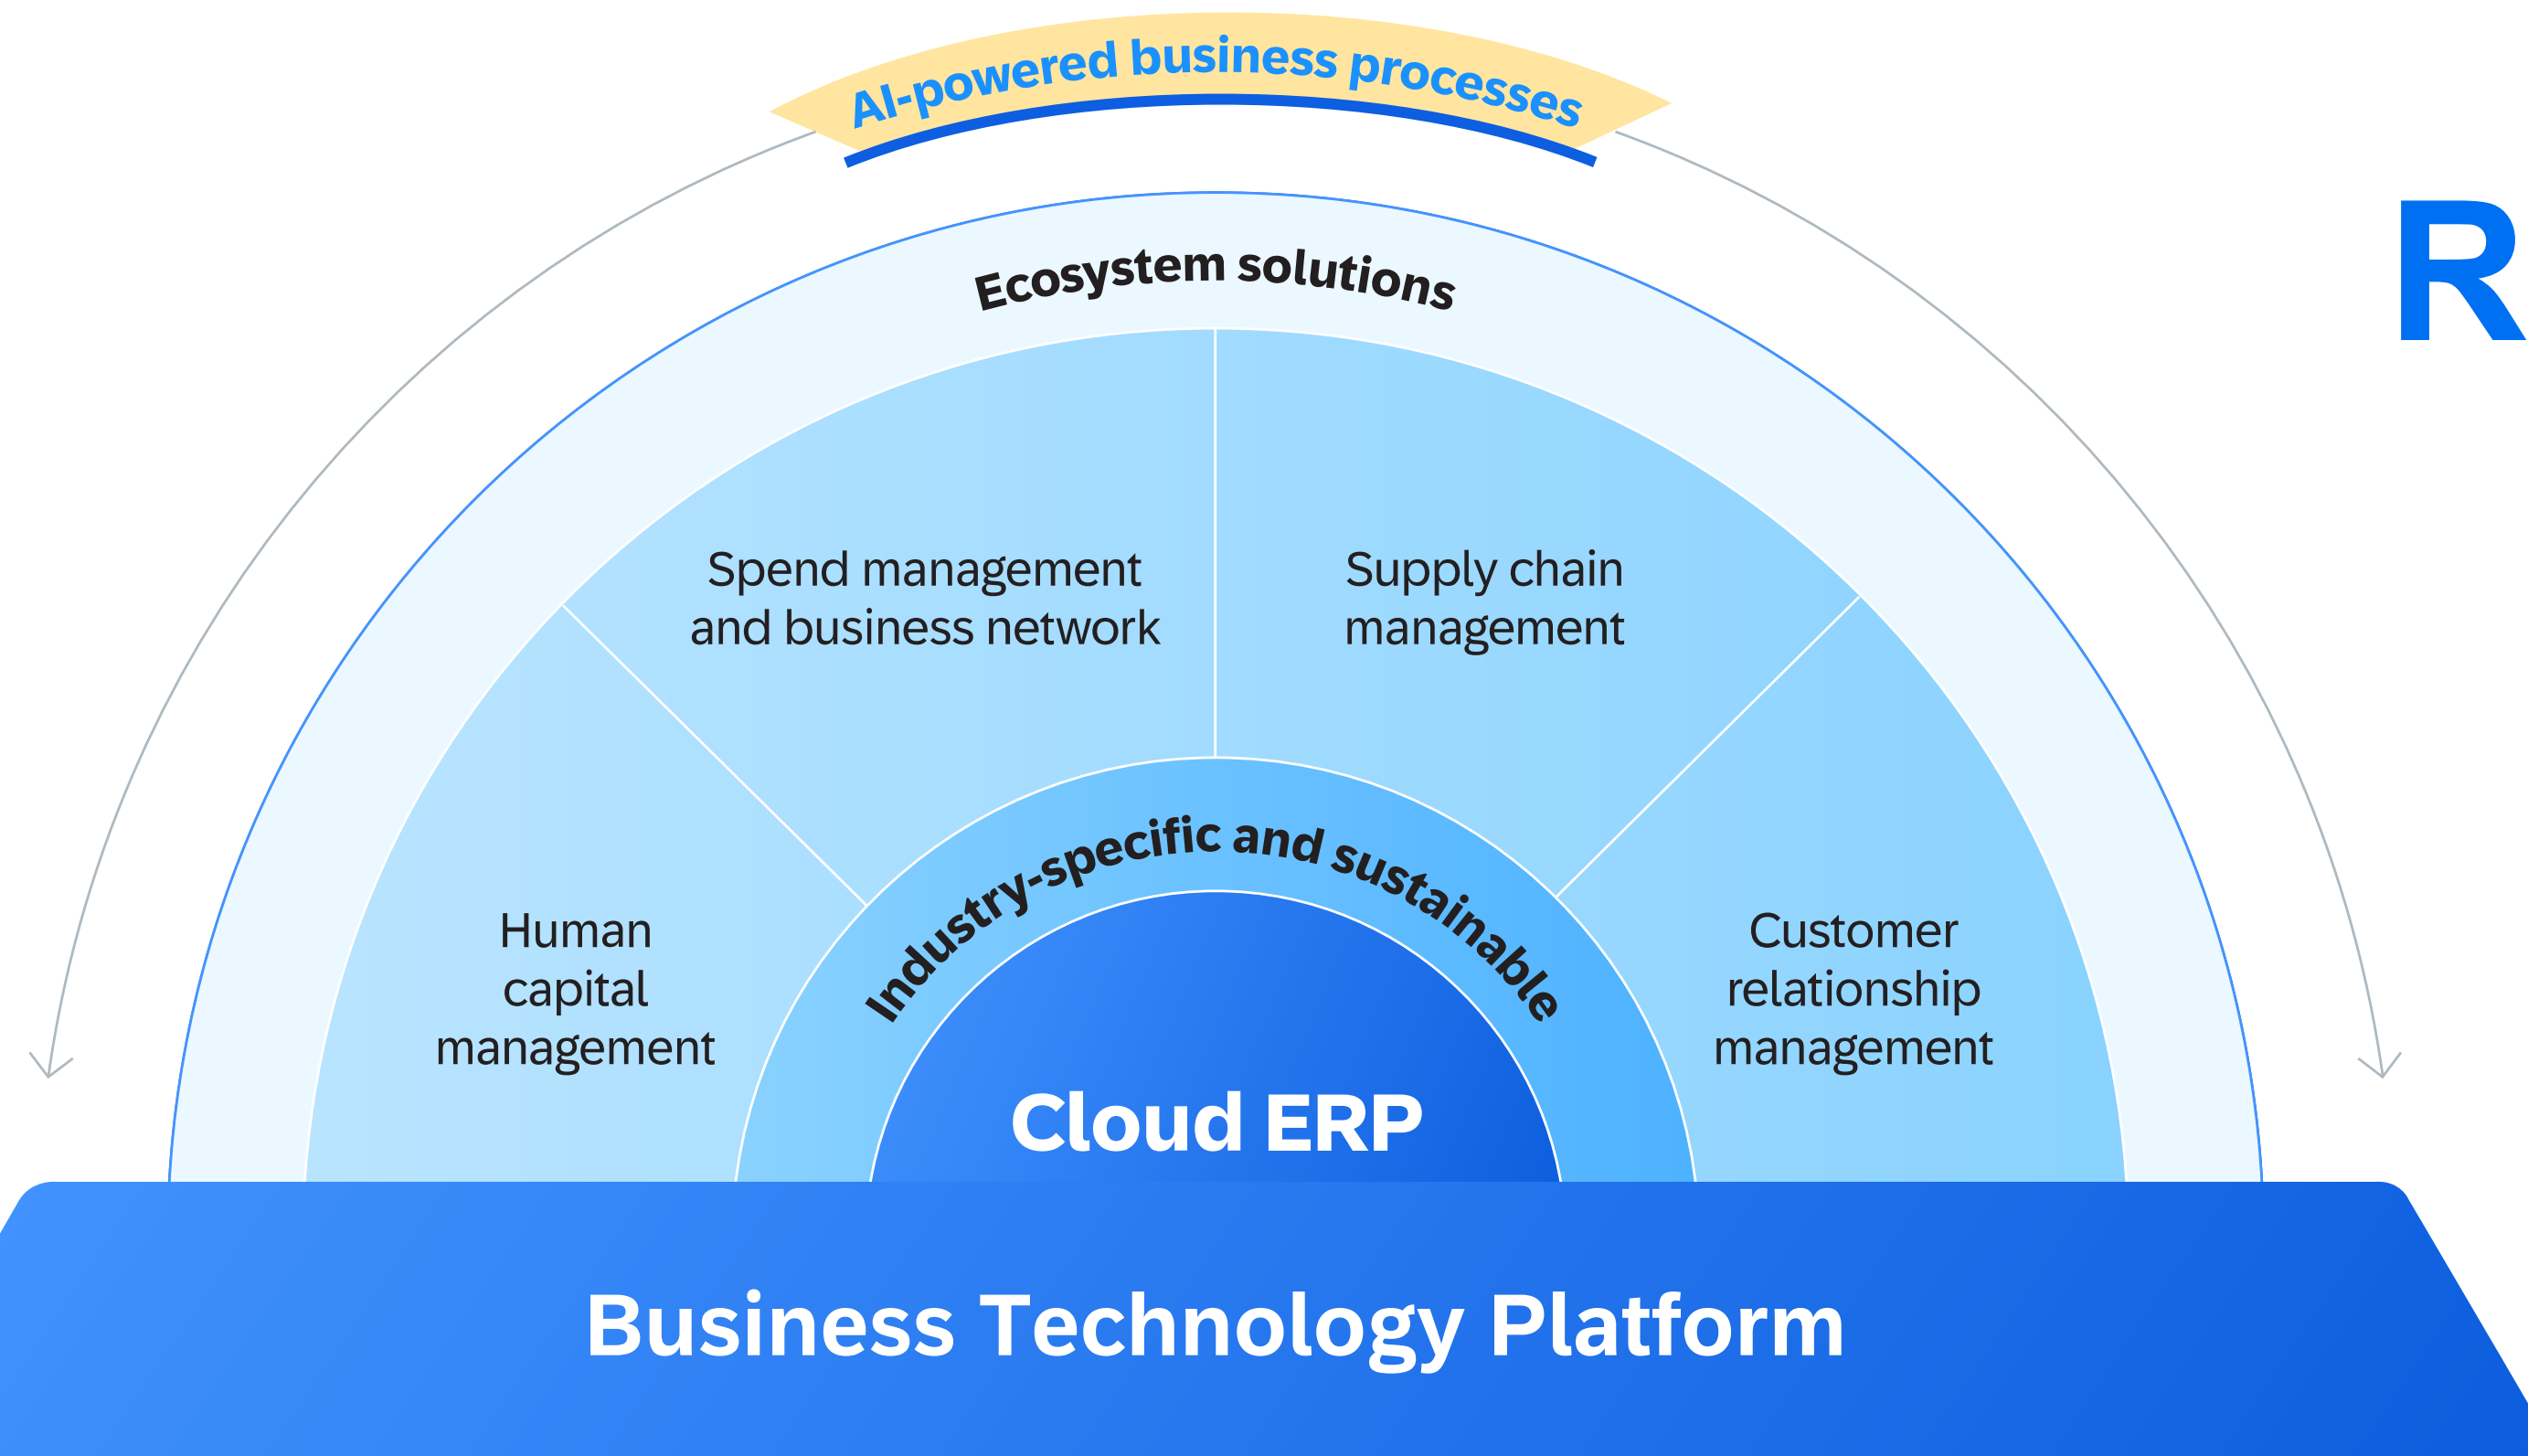 AI-powered business processes
R
Ecosystem solutions
Spend management
and business network
Supply chain
management
Industry-specific and sustainable
Human
capital
management
Customer
relationship
management
Cloud ERP
Business Technology Platform